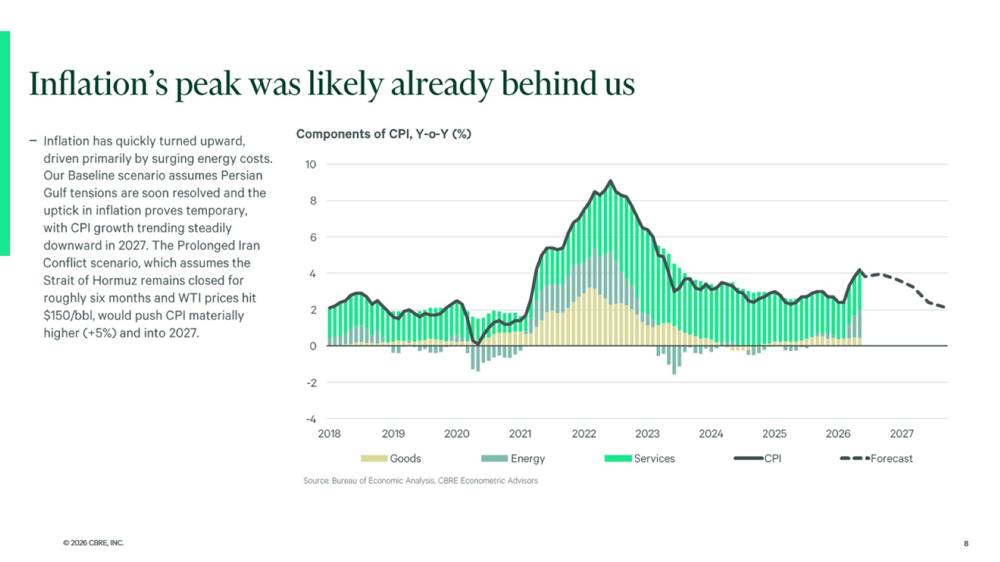 Inflation’s peak was likely already behind us
– Inflation has quickly turned upward,
driven primarily by surging energy costs.
Our Baseline scenario assumes Persian
Gulf tensions are soon resolved and the
uptick in inflation proves temporary,
with CPI growth trending steadily
downward in 2027. The Prolonged Iran
Conflict scenario, which assumes the
Strait of Hormuz remains closed for
roughly six months and WTI prices hit
$150/bbl, would push CPI materially
higher (+5%) and into 2027.
Components of CPI, Y-o-Y (%)
10
8
6
4
2
0
-2
-4
2018 2019 2020 2021 2022 2023 2024 2025 2026 2027
Goods Energy Services CPI Forecast
Source: Bureau of Economic Analysis, CBRE Econometric Advisors
© 2026 CBRE, INC.
8